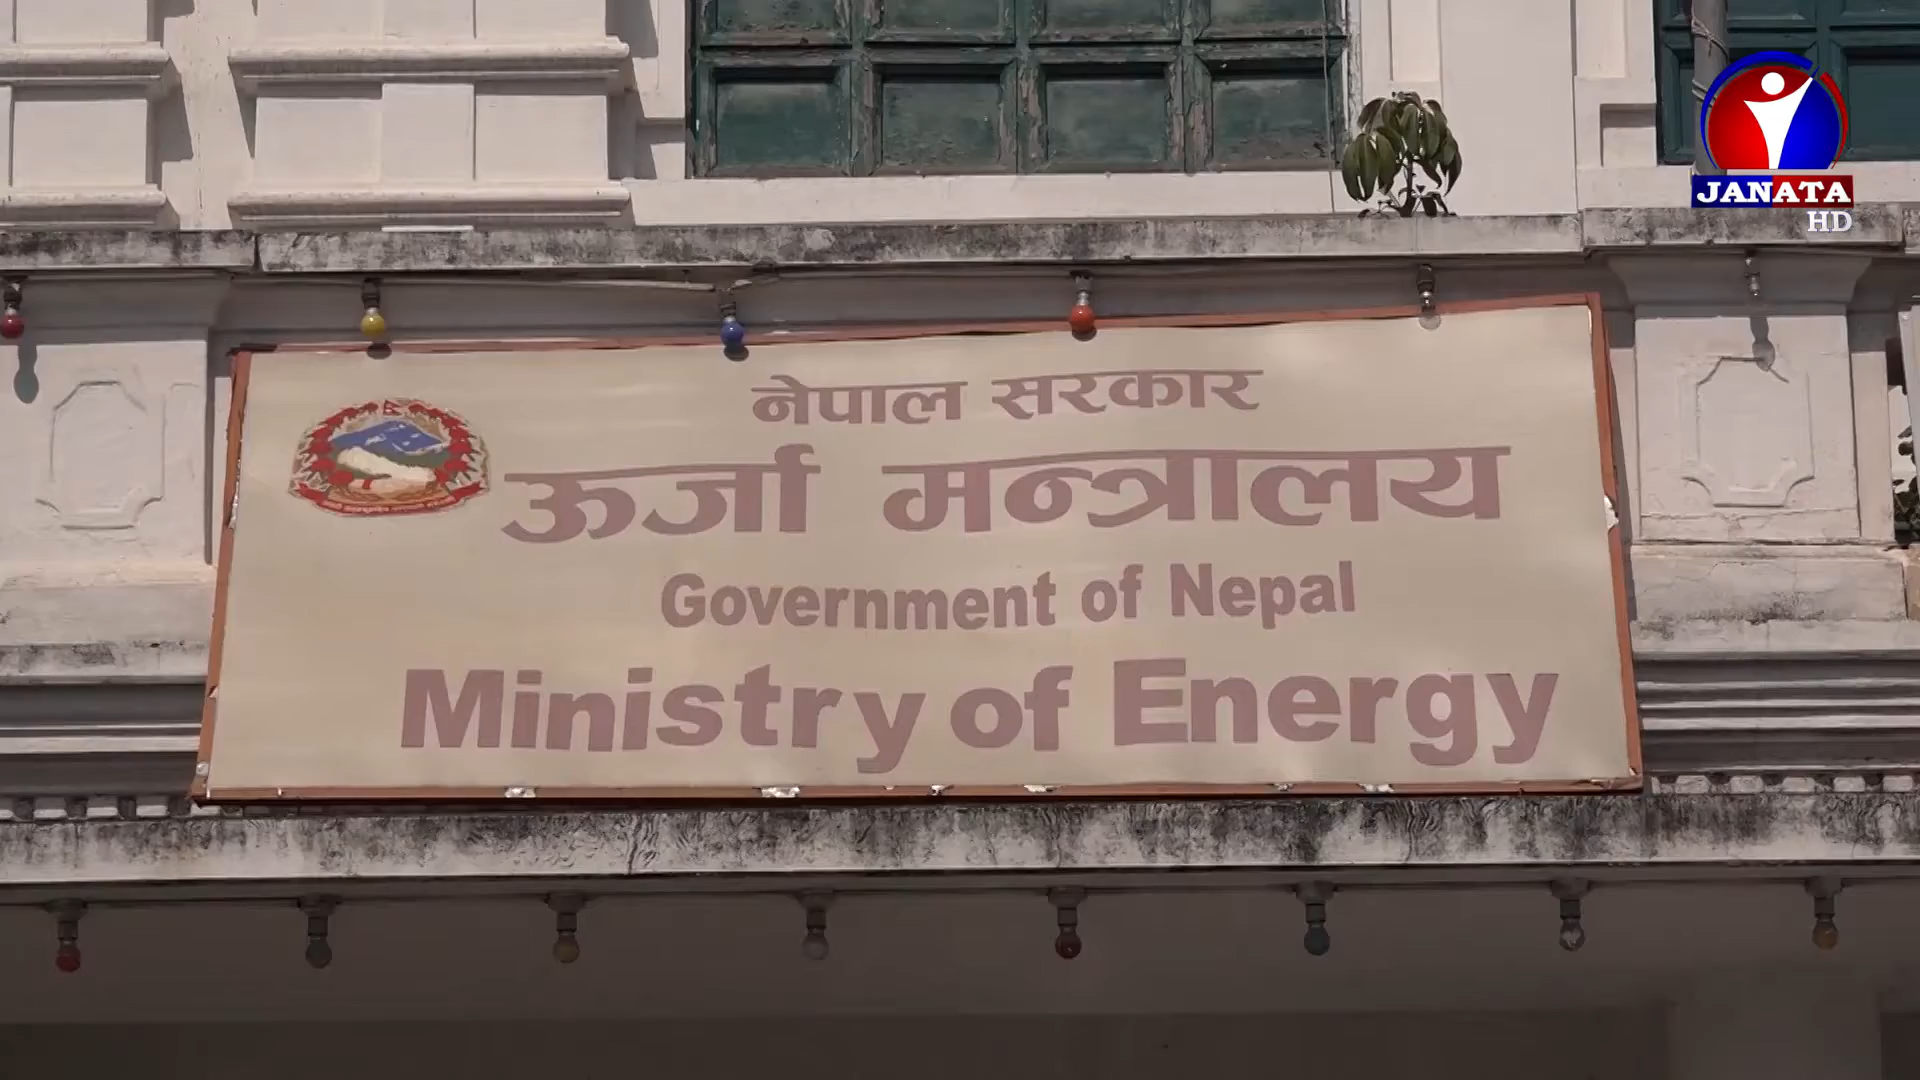 JANATA
HD
नेपाल सरकार
ऊर्जा मन्त्रालय
Government of Nepal
Ministry of Energy